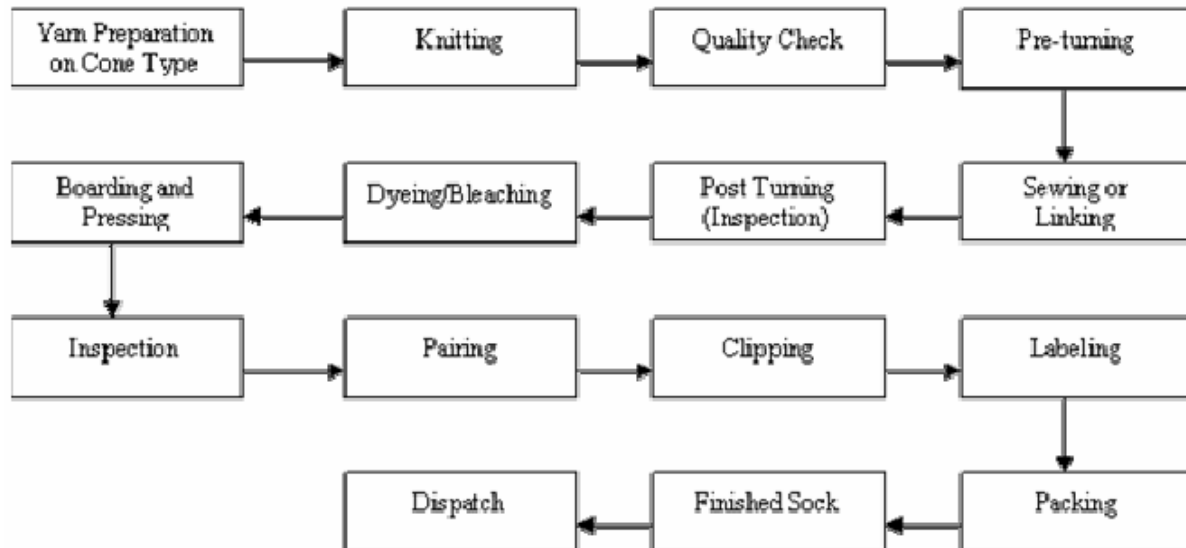 Yarn Preparation
on Cone Type
Knitting
Quality Check
Pre-turning
Sewing or
Linking
Post Turning
(Inspection)
Dyeing/Bleaching
Boarding and
Pressing
Inspection
Pairing
Clipping
Labeling
Packing
Finished Sock
Dispatch